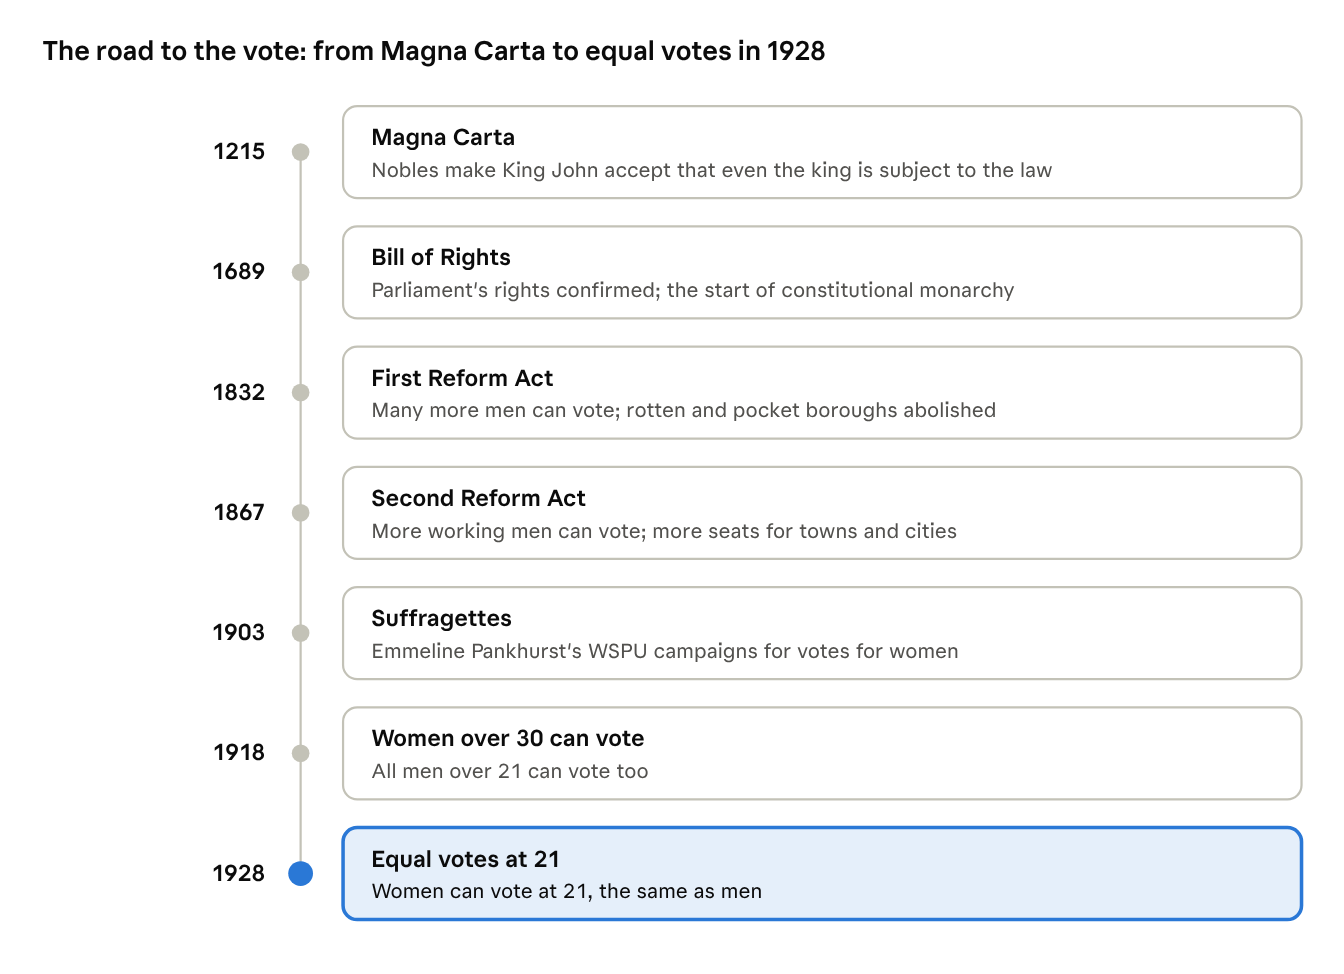 The road to the vote: from Magna Carta to equal votes in 1928
1215
Magna Carta
Nobles make King John accept that even the king is subject to the law
1689
Bill of Rights
Parliament's rights confirmed; the start of constitutional monarchy
1832
First Reform Act
Many more men can vote; rotten and pocket boroughs abolished
1867
Second Reform Act
More working men can vote; more seats for towns and cities
1903
Suffragettes
Emmeline Pankhurst's WSPU campaigns for votes for women
1918
Women over 30 can vote
All men over 21 can vote too
1928
Equal votes at 21
Women can vote at 21, the same as men